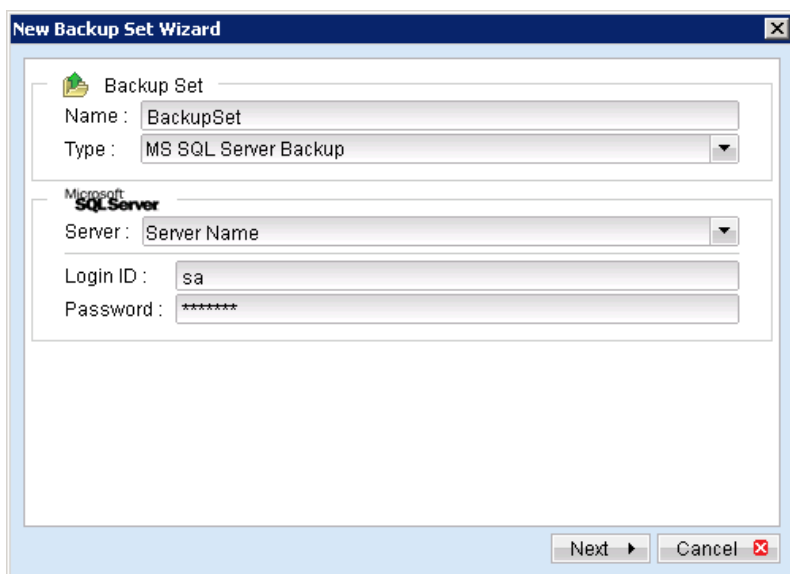 New Backup Set Wizard
Backup Set
Name : BackupSet
Type : MS SQL Server Backup
Microsoft
SQL Server
Server : Server Name
Login ID : sa
Password : *******
Next Cancel